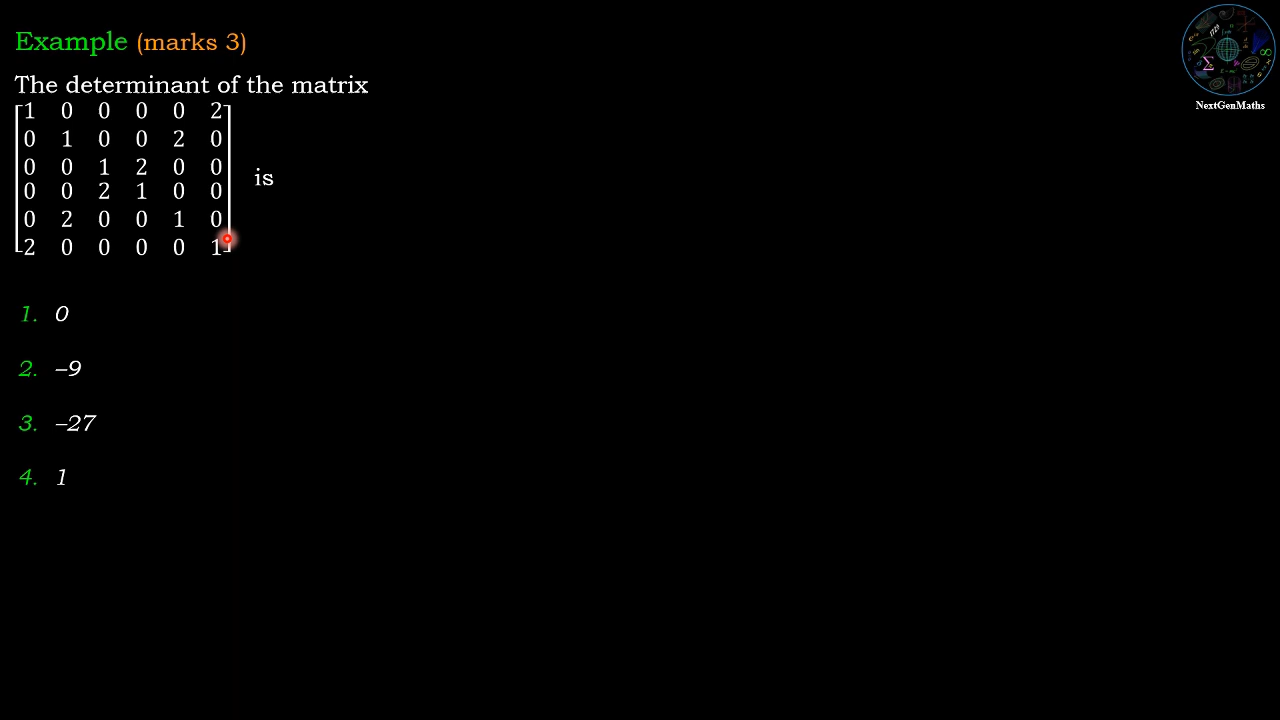 Example (marks 3)
The determinant of the matrix
1 0 0 0 0 2
0 1 0 0 2 0
0 0 1 2 0 0
0 0 2 1 0 0
0 2 0 0 1 0
2 0 0 0 0 1
is
1. 0
2. –9
3. –27
4. 1
NextGenMaths